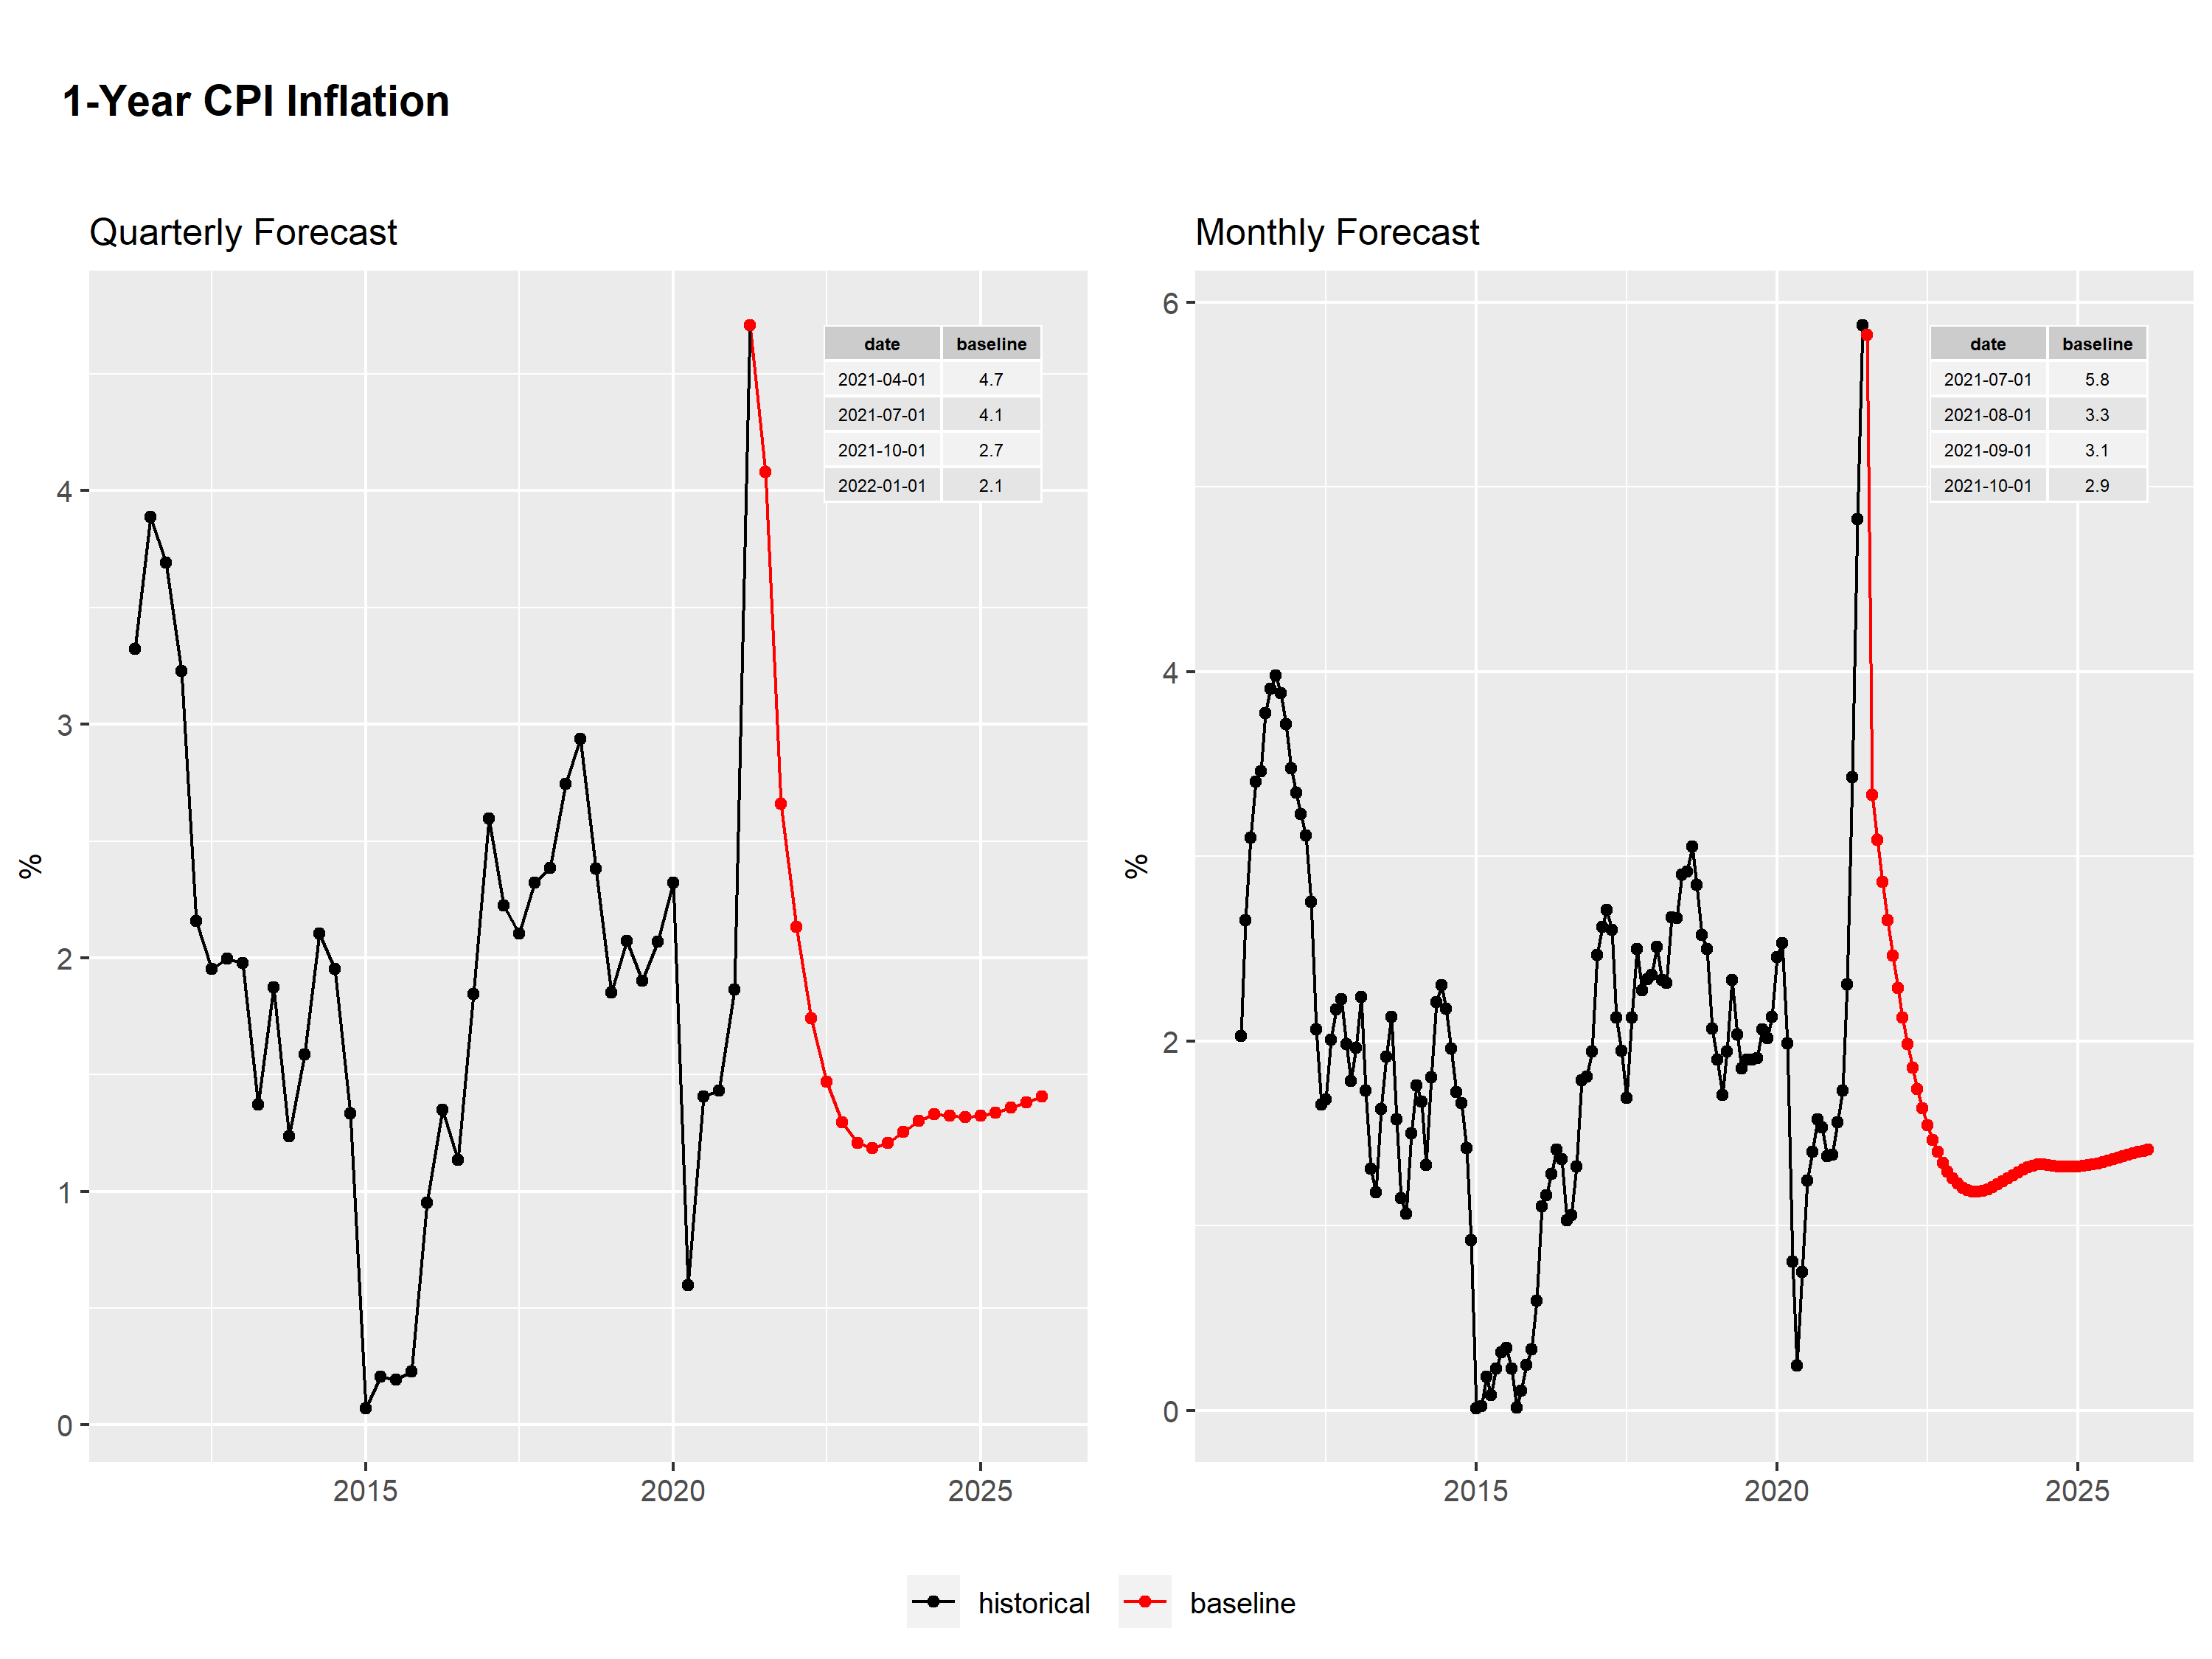 1-Year CPI Inflation
Quarterly Forecast
%
4
3
2
1
0
2015 2020 2025
date baseline
2021-04-01 4.7
2021-07-01 4.1
2021-10-01 2.7
2022-01-01 2.1
Monthly Forecast
%
6
4
2
0
2015 2020 2025
date baseline
2021-07-01 5.8
2021-08-01 3.3
2021-09-01 3.1
2021-10-01 2.9
historical baseline